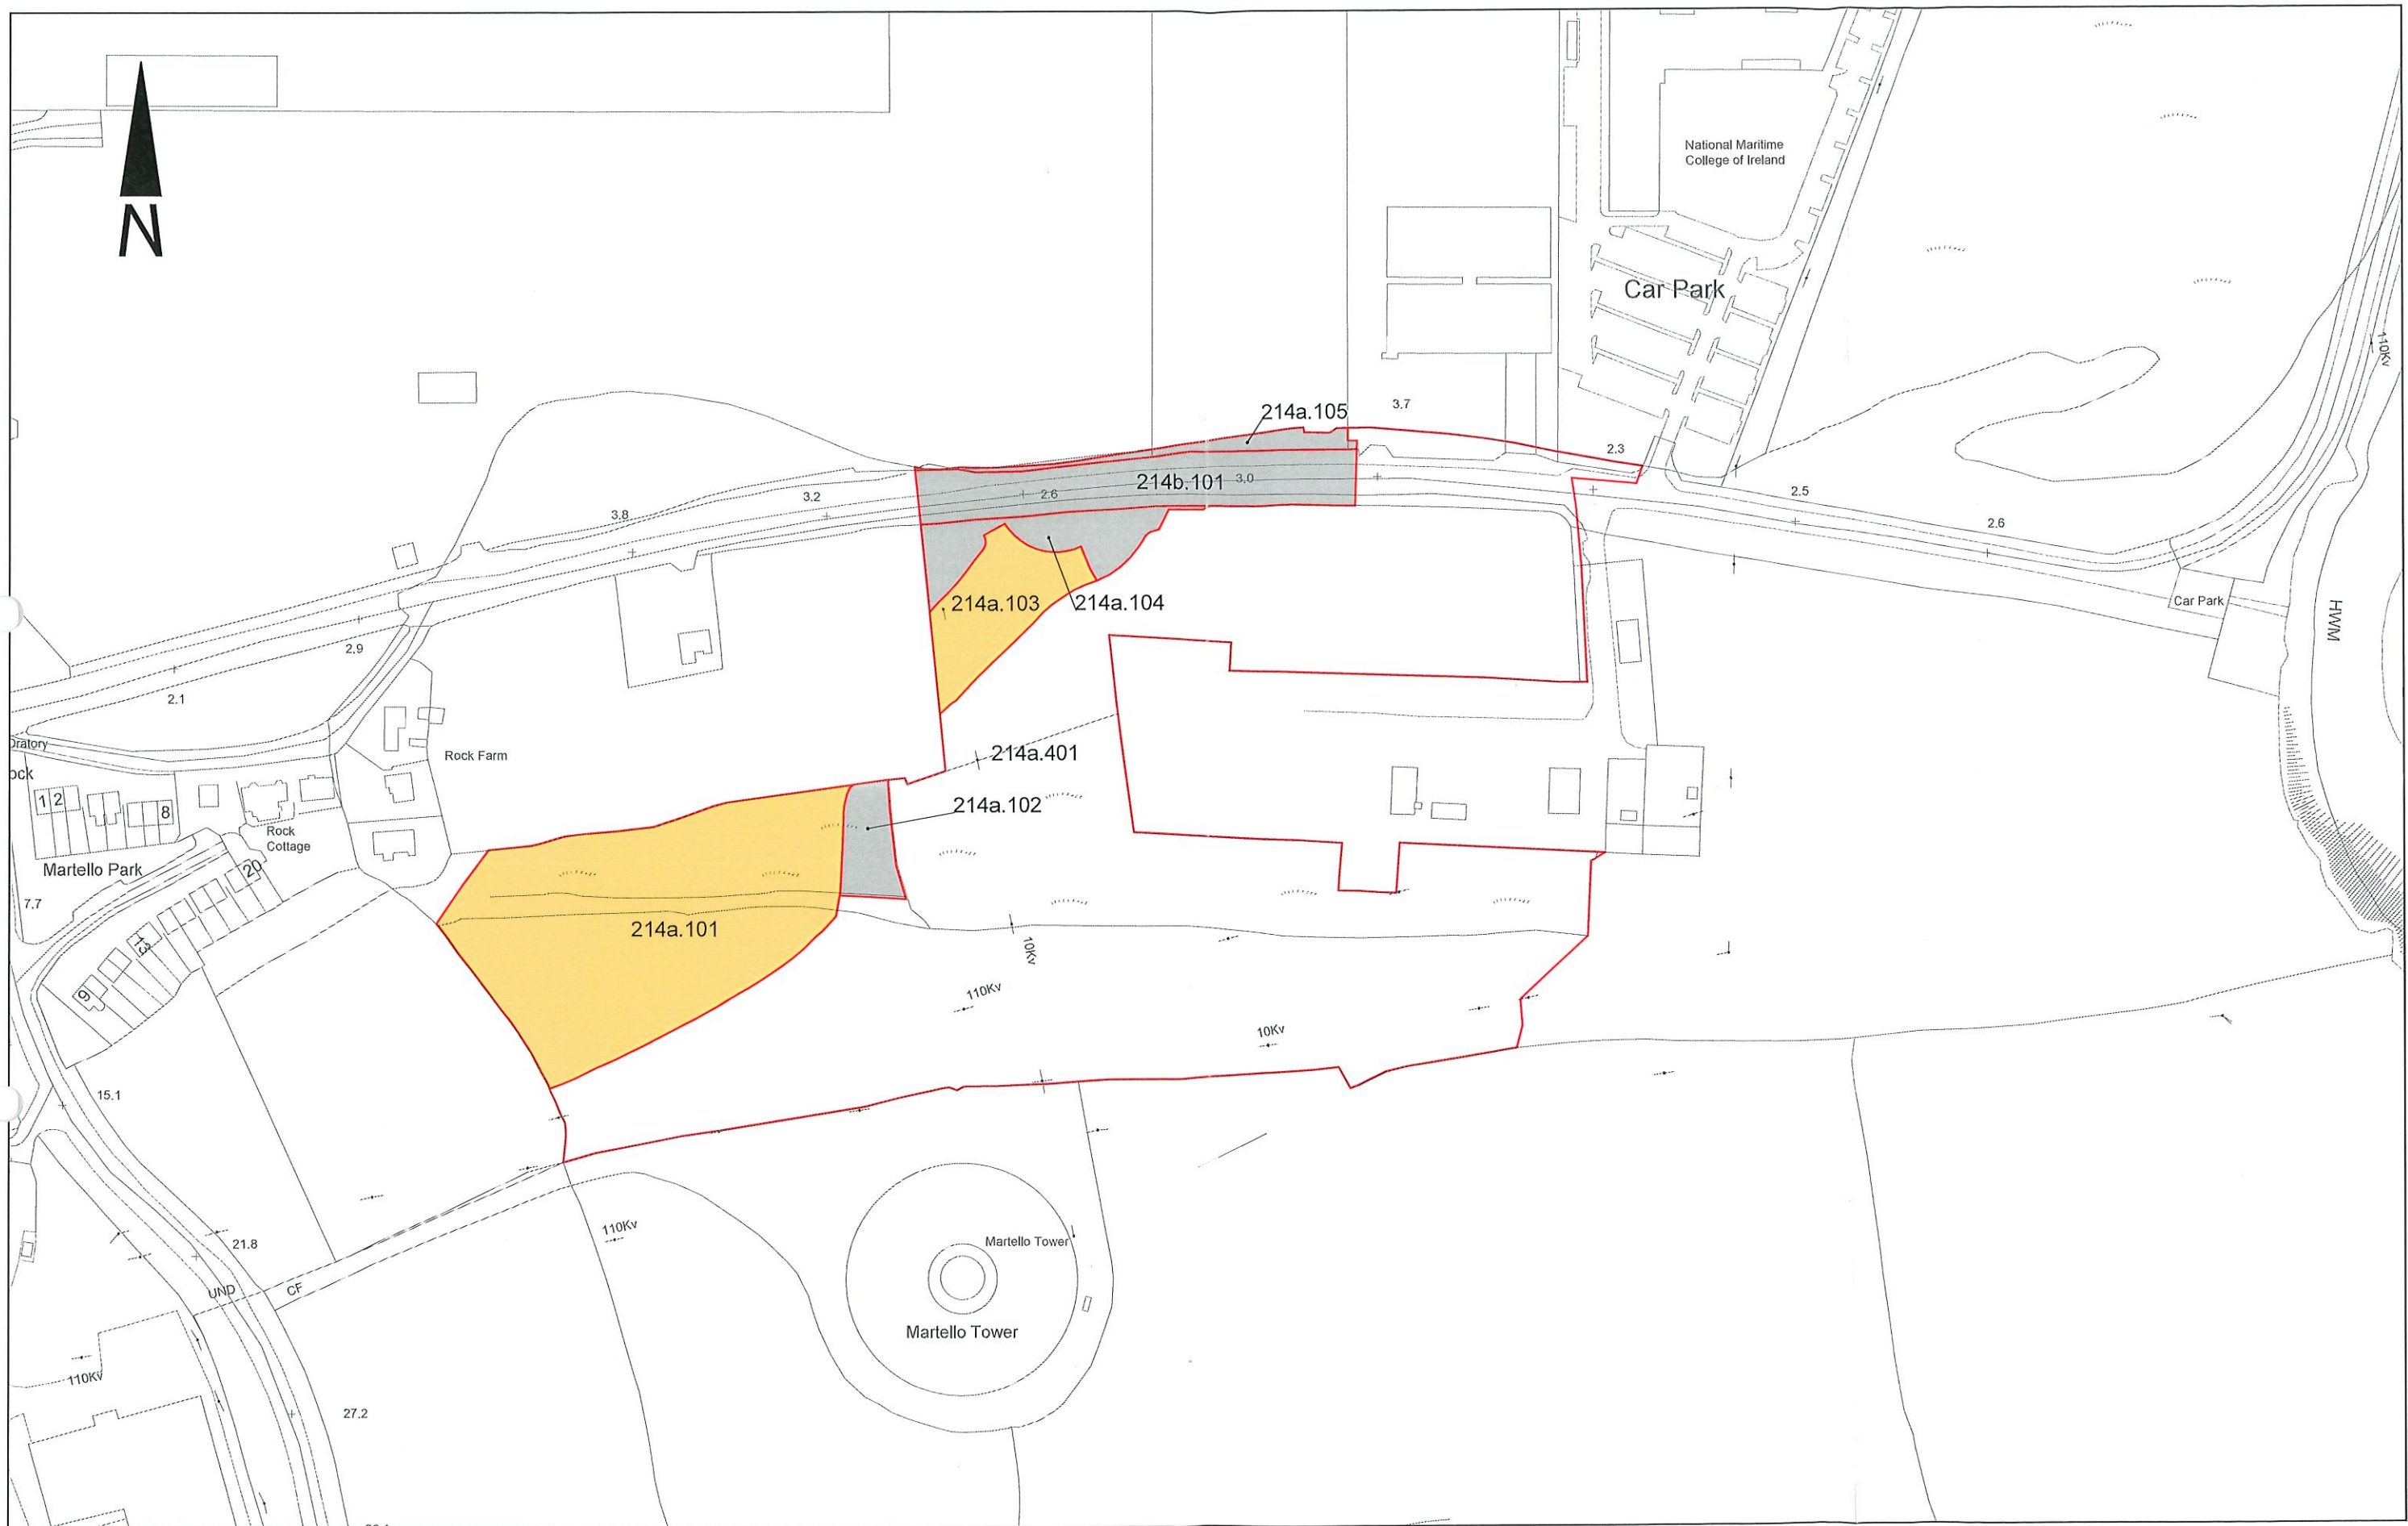 N
National Maritime
College of Ireland
Car Park
110Kv
214a.105
3.7
2.3
214b.101
3.0
2.6
3.2
3.8
2.5
2.6
214a.103
214a.104
Car Park
HWM
2.9
2.1
Oratory
Rock Farm
214a.401
214a.102
1 2
8
Rock
Cottage
20
Martello Park
7.7
214a.101
13
9
10Kv
110Kv
10Kv
15.1
110Kv
21.8
UND
CF
Martello Tower
Martello Tower
110Kv
27.2